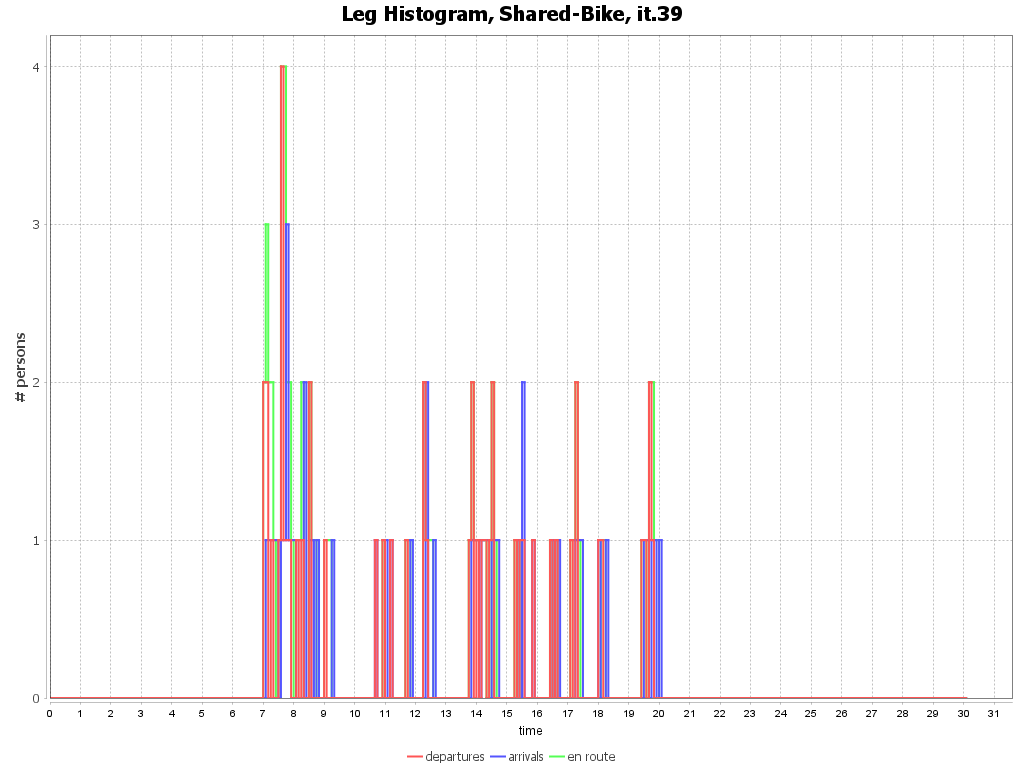 Leg Histogram, Shared-Bike, it.39
# persons
4
3
2
1
0
0 1 2 3 4 5 6 7 8 9 10 11 12 13 14 15 16 17 18 19 20 21 22 23 24 25 26 27 28 29 30 31
time
departures arrivals en route